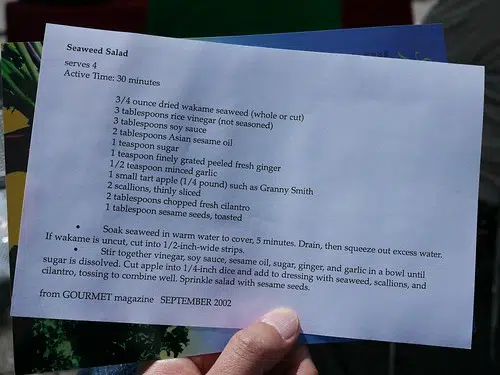 Seaweed Salad
serves 4
Active Time: 30 minutes
3/4 ounce dried wakame seaweed (whole or cut)
3 tablespoons rice vinegar (not seasoned)
3 tablespoons soy sauce
2 tablespoons Asian sesame oil
1 teaspoon sugar
1 teaspoon finely grated peeled fresh ginger
1/2 teaspoon minced garlic
1 small tart apple (1/4 pound) such as Granny Smith
2 scallions, thinly sliced
2 tablespoons chopped fresh cilantro
1 tablespoon sesame seeds, toasted
• Soak seaweed in warm water to cover, 5 minutes. Drain, then squeeze out excess water.
If wakame is uncut, cut into 1/2-inch-wide strips.
• Stir together vinegar, soy sauce, sesame oil, sugar, ginger, and garlic in a bowl until
sugar is dissolved. Cut apple into 1/4-inch dice and add to dressing with seaweed, scallions, and
cilantro, tossing to combine well. Sprinkle salad with sesame seeds.
from GOURMET magazine SEPTEMBER 2002